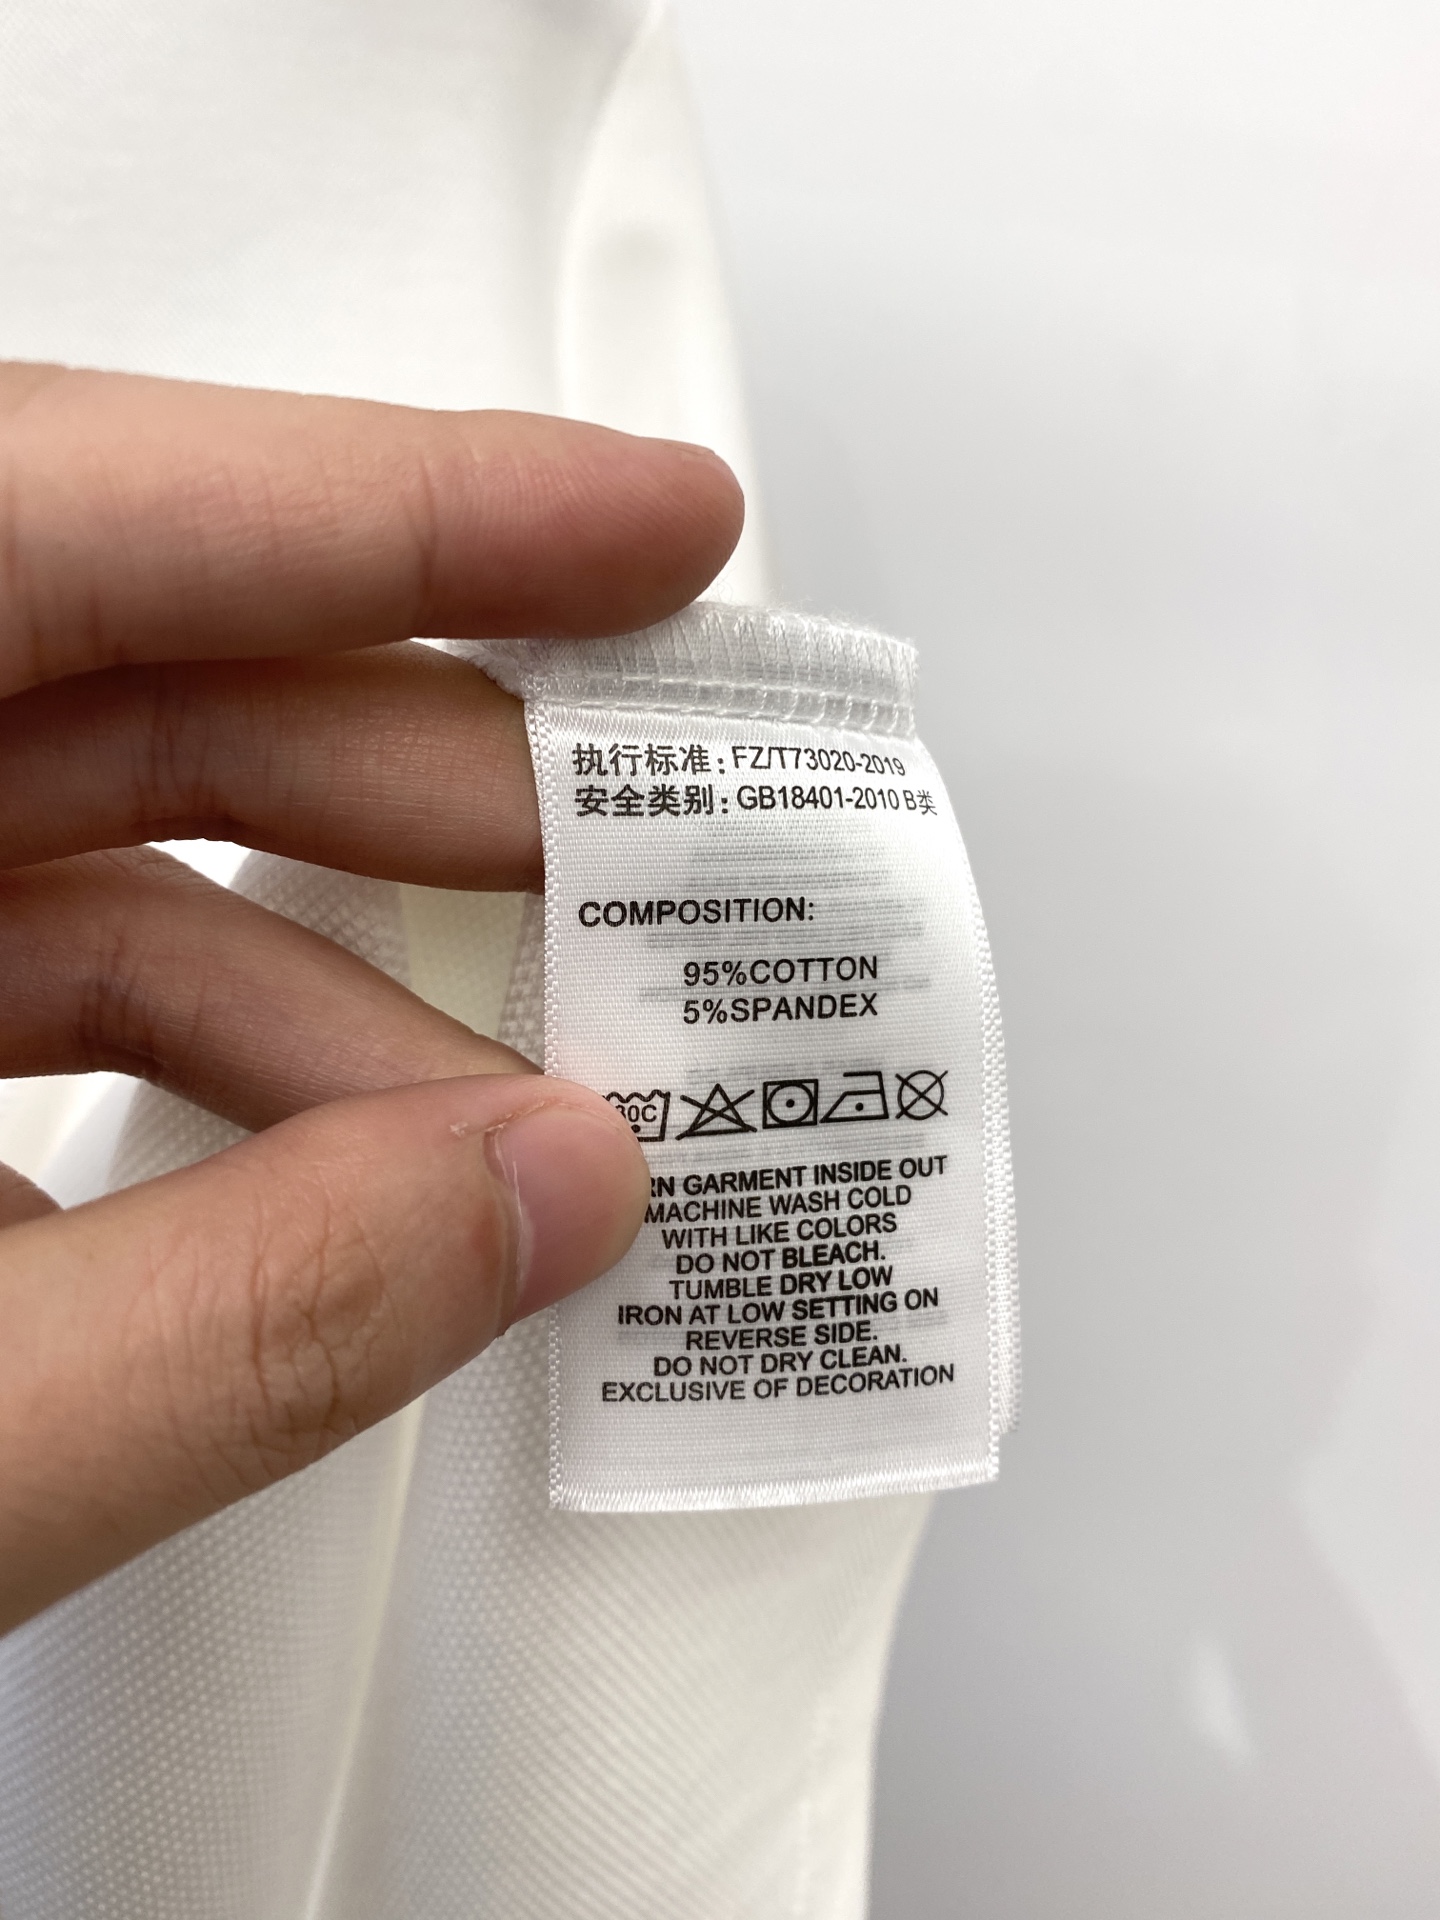 执行标准: FZ/T73020-2019
安全类别: GB18401-2010 B类
COMPOSITION:
95%COTTON
5%SPANDEX
30C
GARMENT INSIDE OUT
MACHINE WASH COLD
WITH LIKE COLORS
DO NOT BLEACH.
TUMBLE DRY LOW
IRON AT LOW SETTING ON
REVERSE SIDE.
DO NOT DRY CLEAN.
EXCLUSIVE OF DECORATION